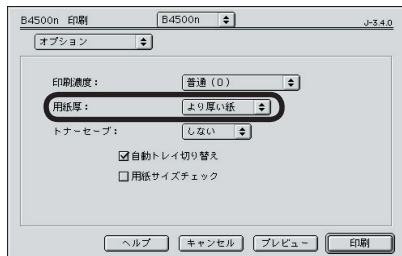 B4500n 印刷 B4500n J-3.4.0
オプション
印刷濃度： 普通（0）
用紙厚： より厚い紙
トナーセーブ： しない
自動トレイ切り替え
用紙サイズチェック
ヘルプ キャンセル プレビュー 印刷